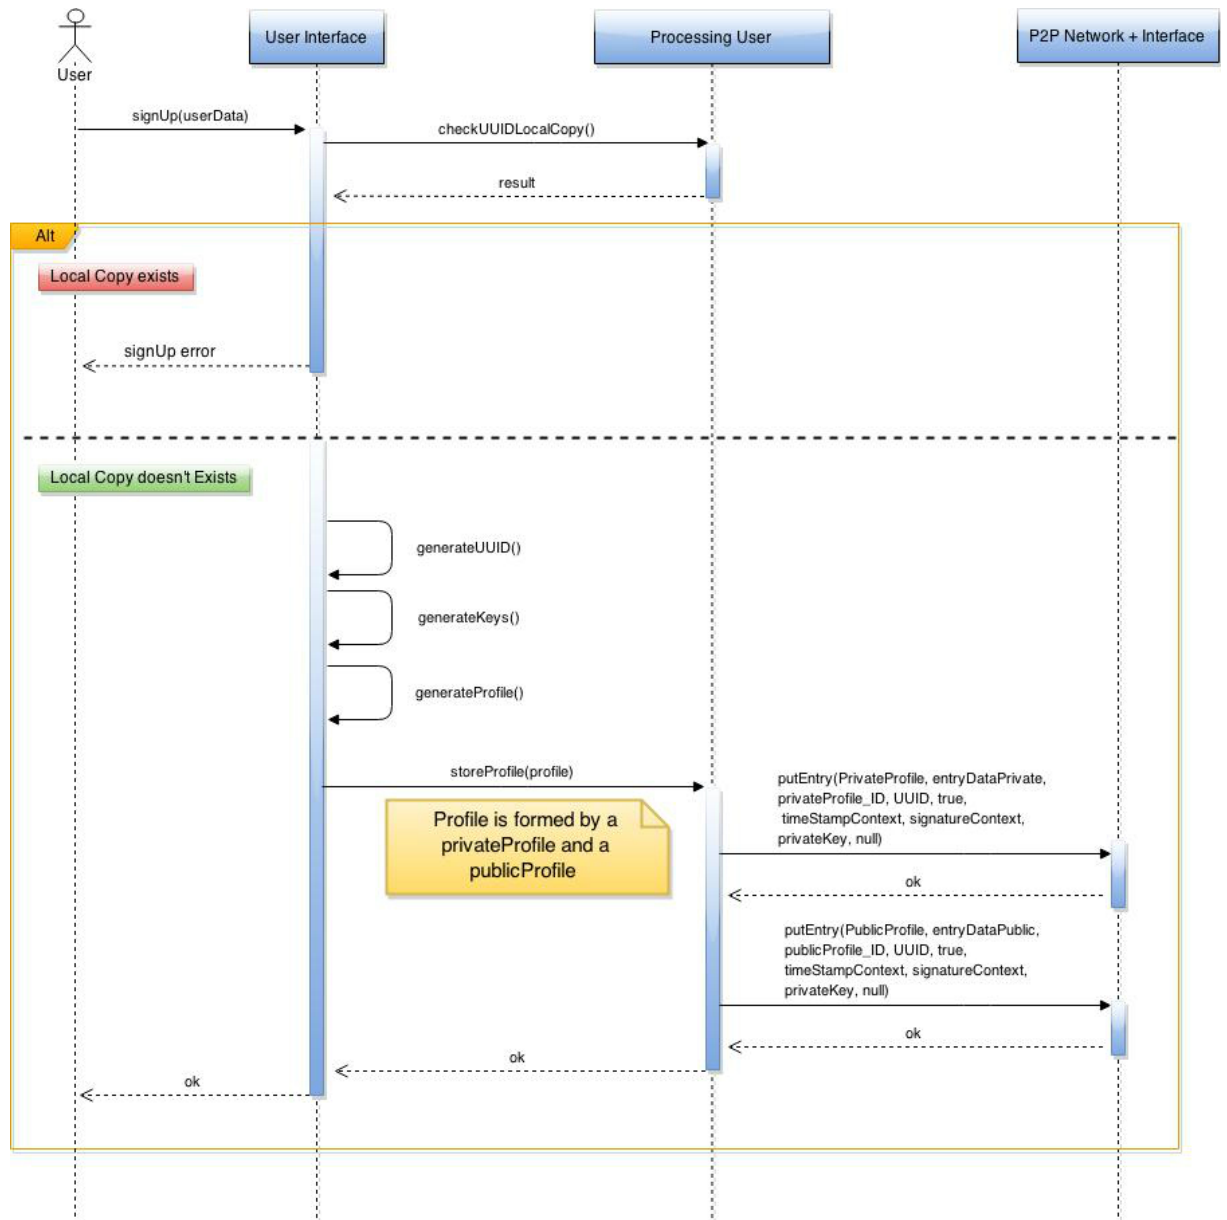 User
User Interface
Processing User
P2P Network + Interface
signUp(userData)
checkUUIDLocalCopy()
result
Alt
Local Copy exists
signUp error
Local Copy doesn't Exists
generateUUID()
generateKeys()
generateProfile()
storeProfile(profile)
Profile is formed by a
privateProfile and a
publicProfile
putEntry(PrivateProfile, entryDataPrivate,
privateProfile_ID, UUID, true,
timeStampContext, signatureContext,
privateKey, null)
ok
putEntry(PublicProfile, entryDataPublic,
publicProfile_ID, UUID, true,
timeStampContext, signatureContext,
privateKey, null)
ok
ok
ok